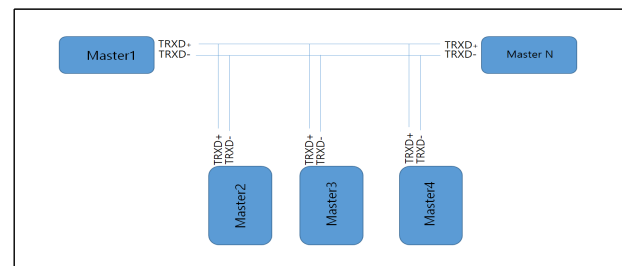 Master1
TRXD+
TRXD-
TRXD+
TRXD-
Master N
TRXD+
TRXD-
TRXD+
TRXD-
TRXD+
TRXD-
Master2
Master3
Master4